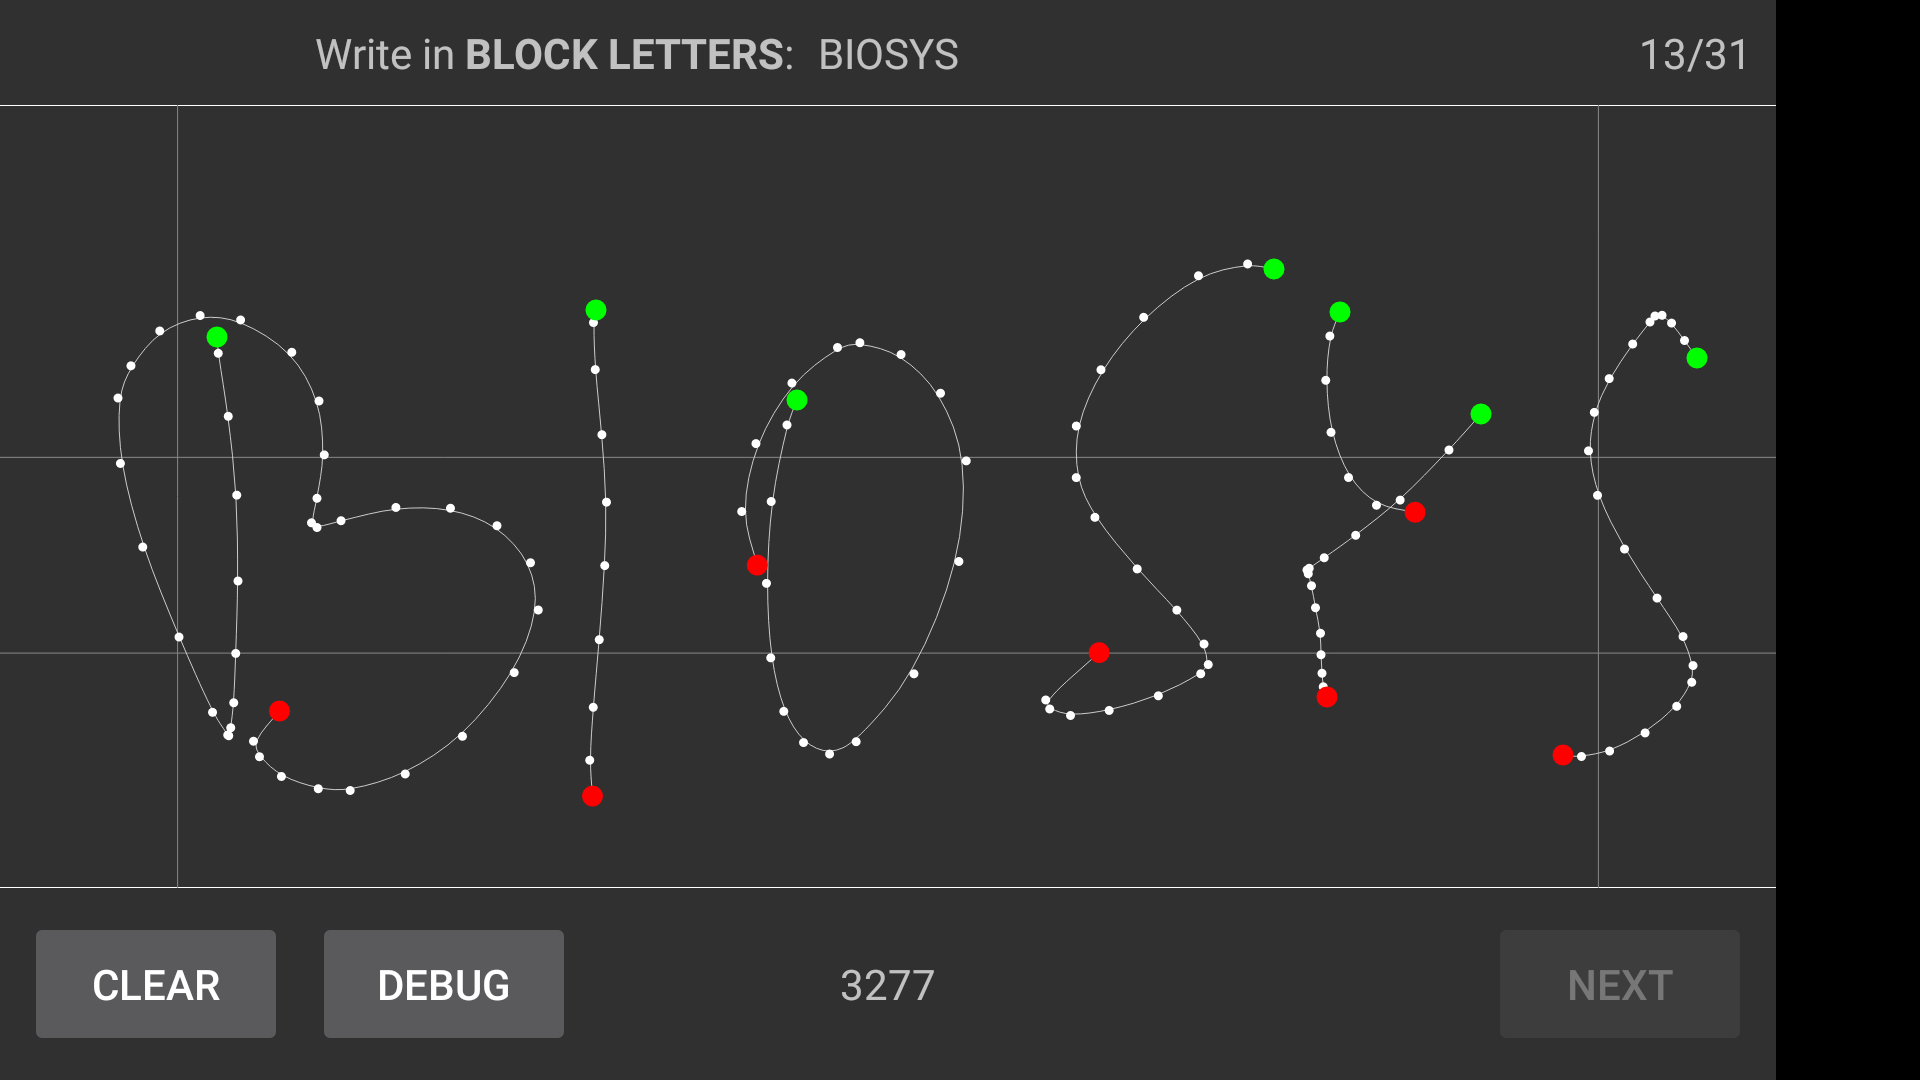 Write in BLOCK LETTERS: BIOSYS 13/31
BIOSYS
CLEAR DEBUG 3277 NEXT